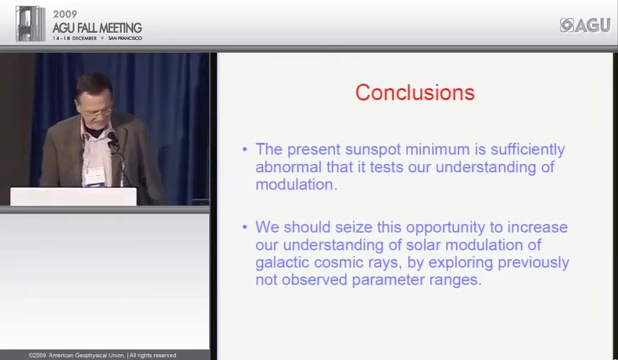 2009
AGU FALL MEETING
14 - 18 DECEMBER • SAN FRANCISCO
AGU
Conclusions
• The present sunspot minimum is sufficiently
abnormal that it tests our understanding of
modulation.
• We should seize this opportunity to increase
our understanding of solar modulation of
galactic cosmic rays, by exploring previously
not observed parameter ranges.
©2009. American Geophysical Union. | All rights reserved